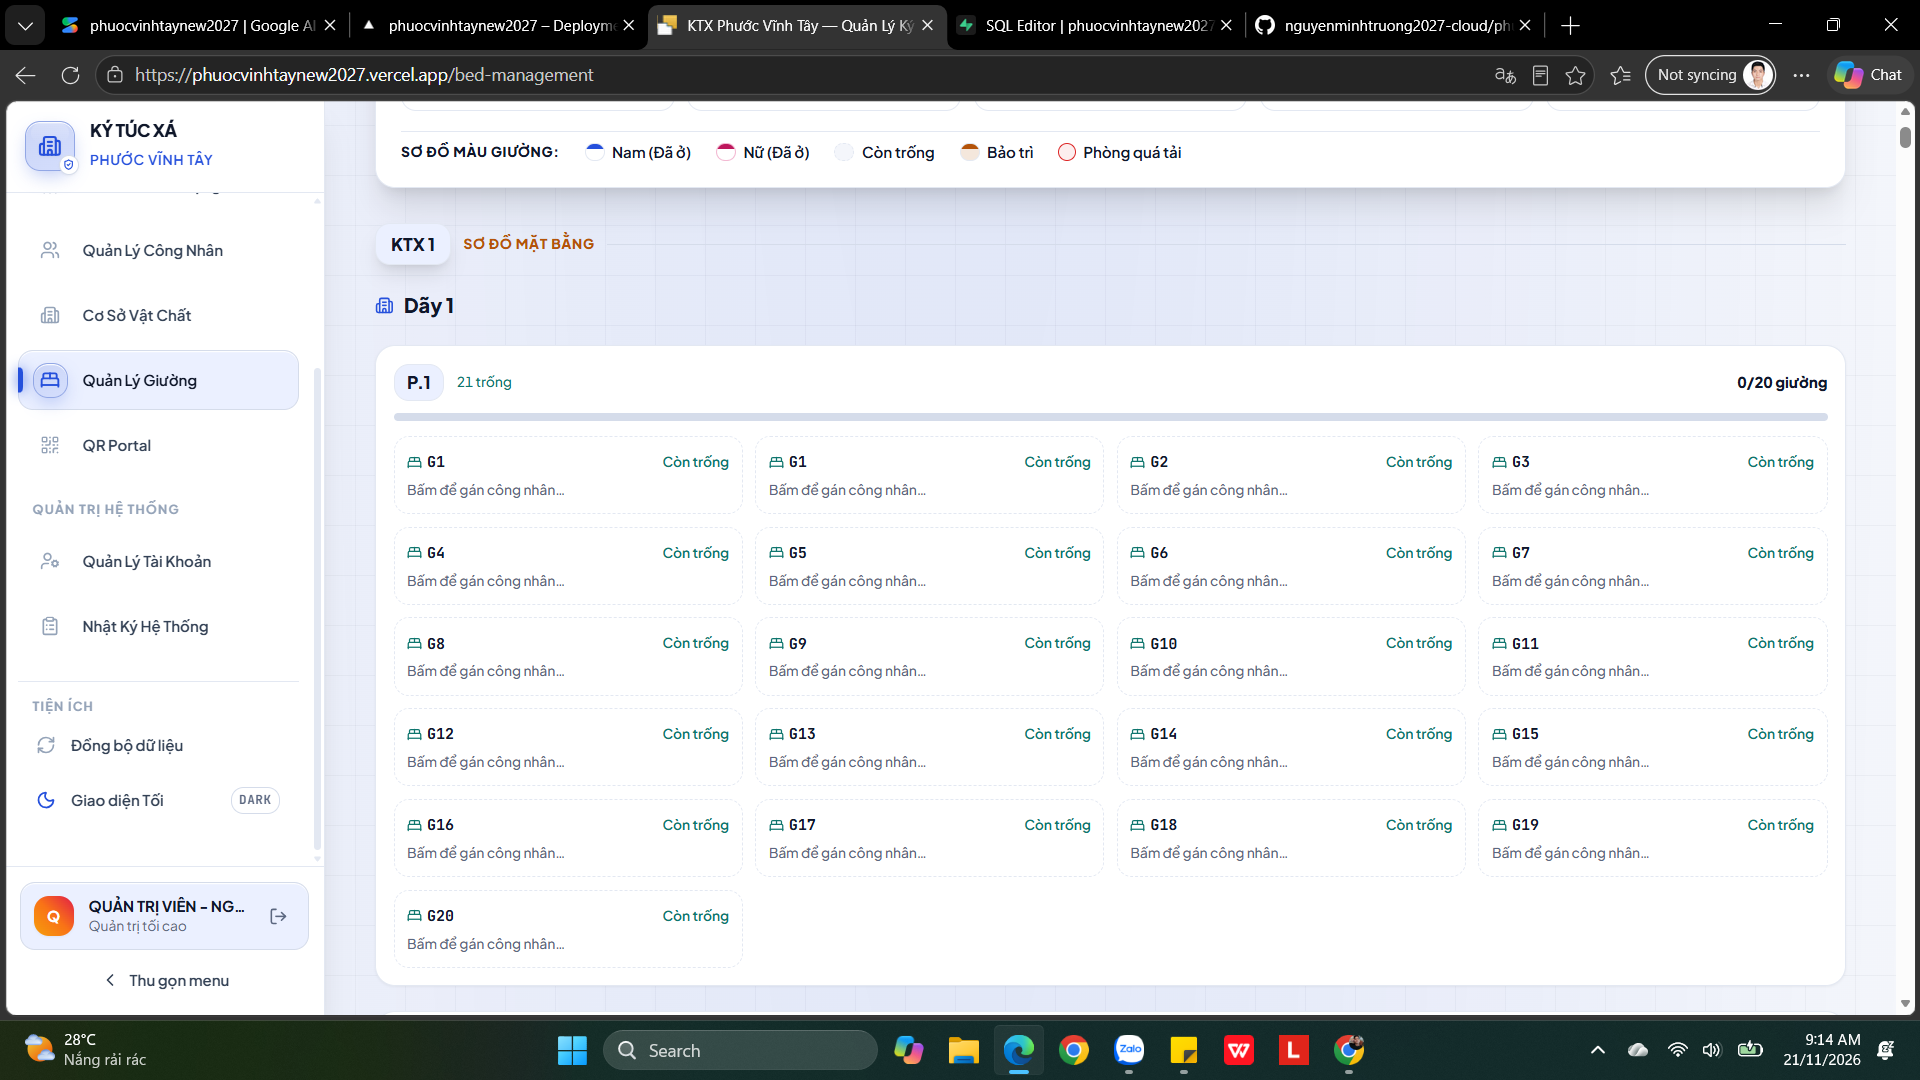 phuocvinhtaynew2027 | Google AI
phuocvinhtaynew2027 – Deployme
KTX Phước Vĩnh Tây — Quản Lý Ký
SQL Editor | phuocvinhtaynew2027
nguyenminhtruong2027-cloud/ph
https://phuocvinhtaynew2027.vercel.app/bed-management
Not syncing
Chat
KÝ TÚC XÁ
PHƯỚC VĨNH TÂY
Quản Lý Công Nhân
Cơ Sở Vật Chất
Quản Lý Giường
QR Portal
QUẢN TRỊ HỆ THỐNG
Quản Lý Tài Khoản
Nhật Ký Hệ Thống
TIỆN ÍCH
Đồng bộ dữ liệu
Giao diện Tối
DARK
Q
QUẢN TRỊ VIÊN - NG...
Quản trị tối cao
Thu gọn menu
SƠ ĐỒ MÀU GIƯỜNG: Nam (Đã ở) Nữ (Đã ở) Còn trống Bảo trì Phòng quá tải
KTX 1 SƠ ĐỒ MẶT BẰNG
Dãy 1
P.1 21 trống 0/20 giường
G1 Còn trống G1 Còn trống G2 Còn trống G3 Còn trống
Bấm để gán công nhân... Bấm để gán công nhân... Bấm để gán công nhân... Bấm để gán công nhân...
G4 Còn trống G5 Còn trống G6 Còn trống G7 Còn trống
Bấm để gán công nhân... Bấm để gán công nhân... Bấm để gán công nhân... Bấm để gán công nhân...
G8 Còn trống G9 Còn trống G10 Còn trống G11 Còn trống
Bấm để gán công nhân... Bấm để gán công nhân... Bấm để gán công nhân... Bấm để gán công nhân...
G12 Còn trống G13 Còn trống G14 Còn trống G15 Còn trống
Bấm để gán công nhân... Bấm để gán công nhân... Bấm để gán công nhân... Bấm để gán công nhân...
G16 Còn trống G17 Còn trống G18 Còn trống G19 Còn trống
Bấm để gán công nhân... Bấm để gán công nhân... Bấm để gán công nhân... Bấm để gán công nhân...
G20 Còn trống
Bấm để gán công nhân...
28°C
Nắng rải rác
Search
Zalo
W
L
9:14 AM
21/11/2026